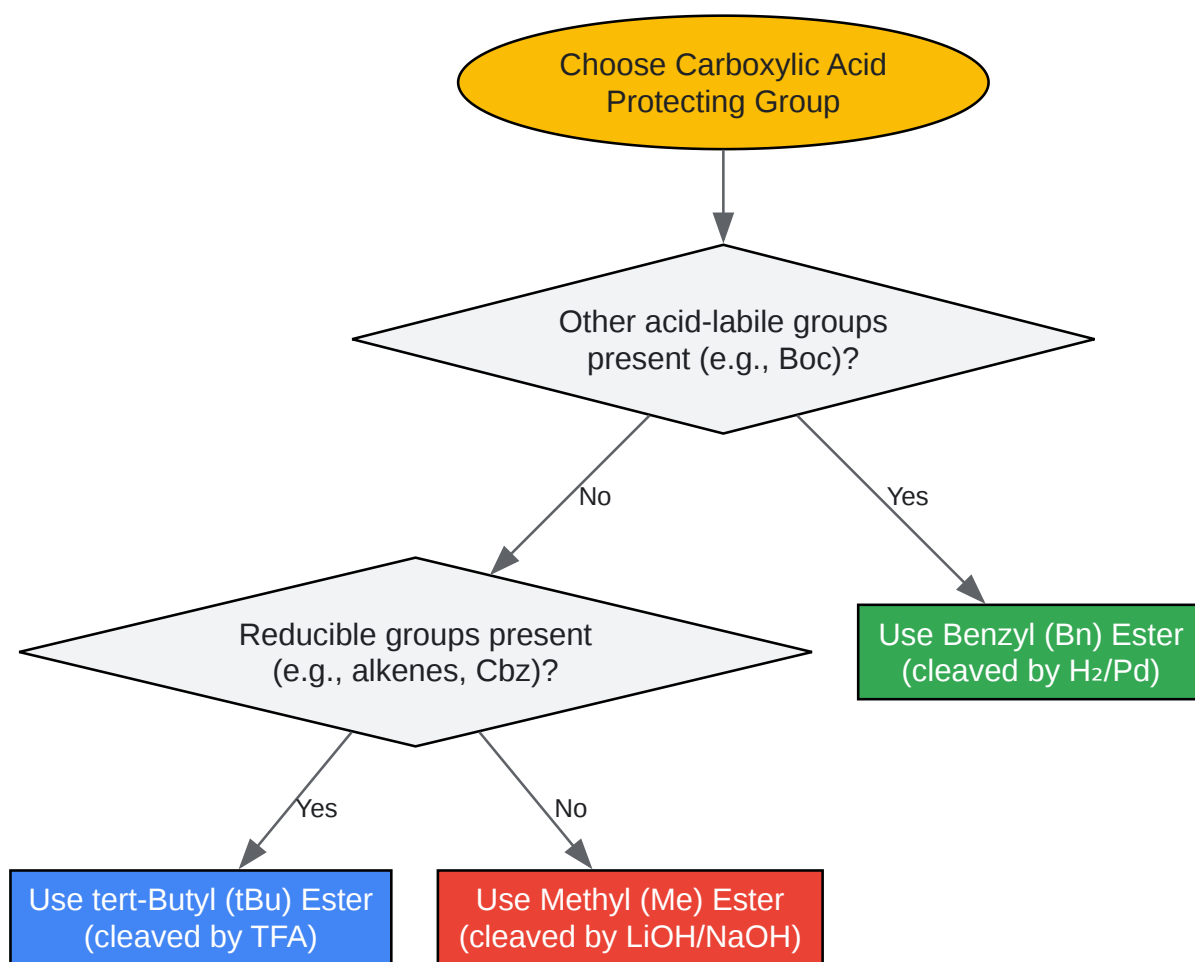 Choose Carboxylic Acid
Protecting Group
Other acid-labile groups
present (e.g., Boc)?
No
Yes
Reducible groups present
(e.g., alkenes, Cbz)?
Use Benzyl (Bn) Ester
(cleaved by H₂/Pd)
Yes
No
Use tert-Butyl (tBu) Ester
(cleaved by TFA)
Use Methyl (Me) Ester
(cleaved by LiOH/NaOH)